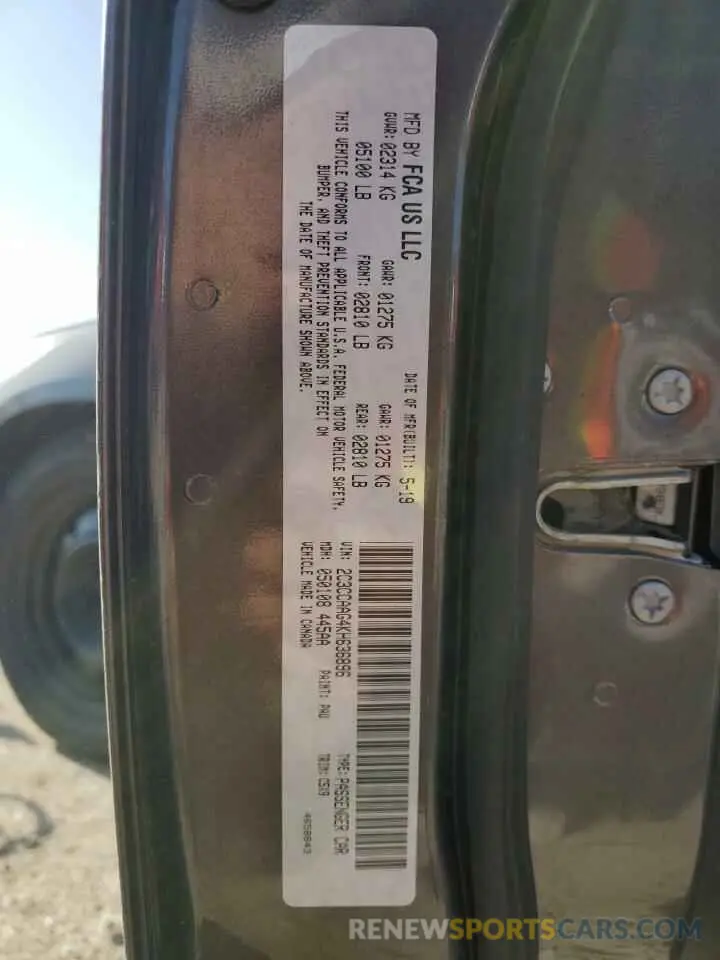 MFD BY FCA US LLC
DATE OF MFR(BUILT): 5-19
GVWR: 02314 KG GAWR: 01275 KG GAWR: 01275 KG
05100 LB FRONT: 02810 LB REAR: 02810 LB
THIS VEHICLE CONFORMS TO ALL APPLICABLE U.S.A. FEDERAL MOTOR VEHICLE SAFETY,
BUMPER, AND THEFT PREVENTION STANDARDS IN EFFECT ON
THE DATE OF MANUFACTURE SHOWN ABOVE.
VIN: 2C3CCAAG4KH636896 TYPE: PASSENGER CAR
MDH: 050108 445AA PAINT: PAU TRIM: C5X9
VEHICLE MADE IN CANADA
4658843
RENEWSPORTSCARS.COM